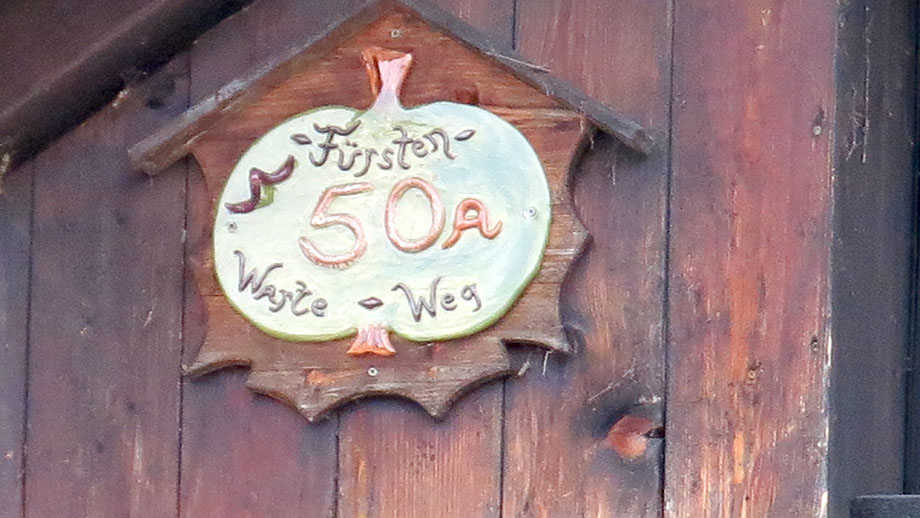 -Fürsten-
50A
Warte - Weg